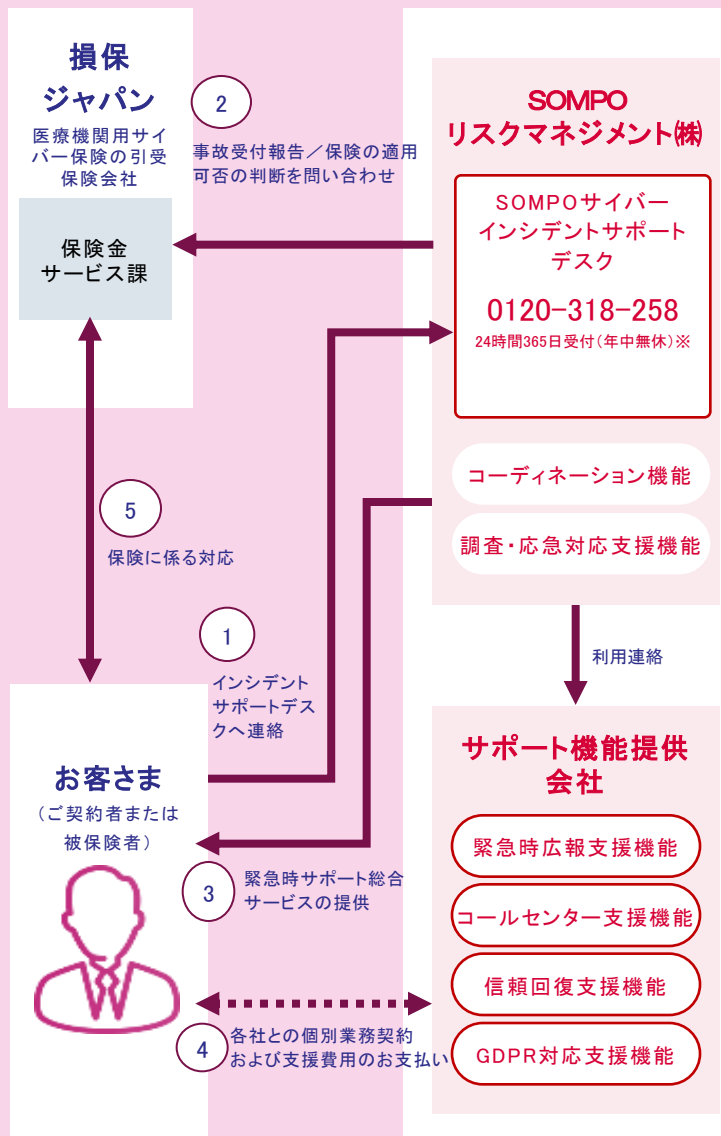 損保
ジャパン
医療機関用サイ
バー保険の引受
保険会社
保険金
サービス課
2
事故受付報告／保険の適用
可否の判断を問い合わせ
SOMPO
リスクマネジメント㈱
SOMPOサイバー
インシデントサポート
デスク
0120-318-258
24時間365日受付（年中無休）※
コーディネーション機能
調査・応急対応支援機能
5
保険に係る対応
1
インシデント
サポートデス
クへ連絡
利用連絡
お客さま
（ご契約者または
被保険者）
3
緊急時サポート総合
サービスの提供
4
各社との個別業務契約
および支援費用のお支払い
サポート機能提供
会社
緊急時広報支援機能
コールセンター支援機能
信頼回復支援機能
GDPR対応支援機能